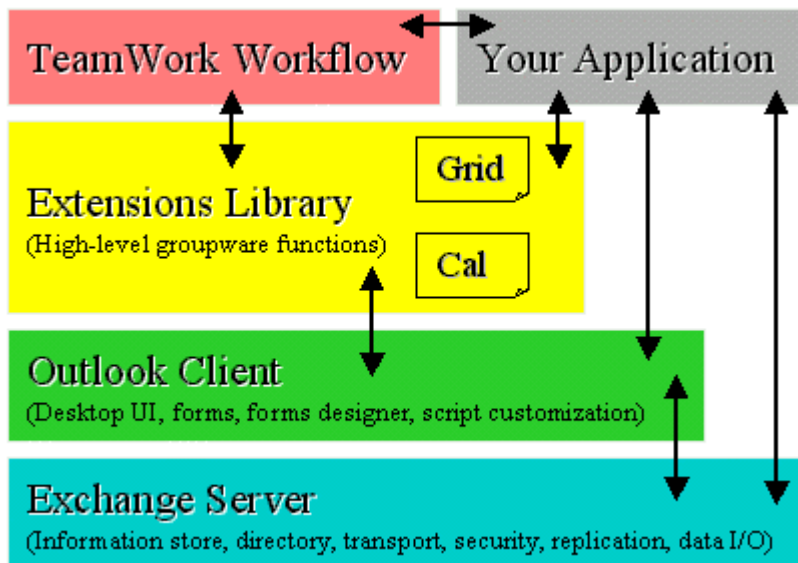 TeamWork Workflow
Your Application
Grid
Extensions Library
(High-level groupware functions)
Cal
Outlook Client
(Desktop UI, forms, forms designer, script customization)
Exchange Server
(Information store, directory, transport, security, replication, data I/O)